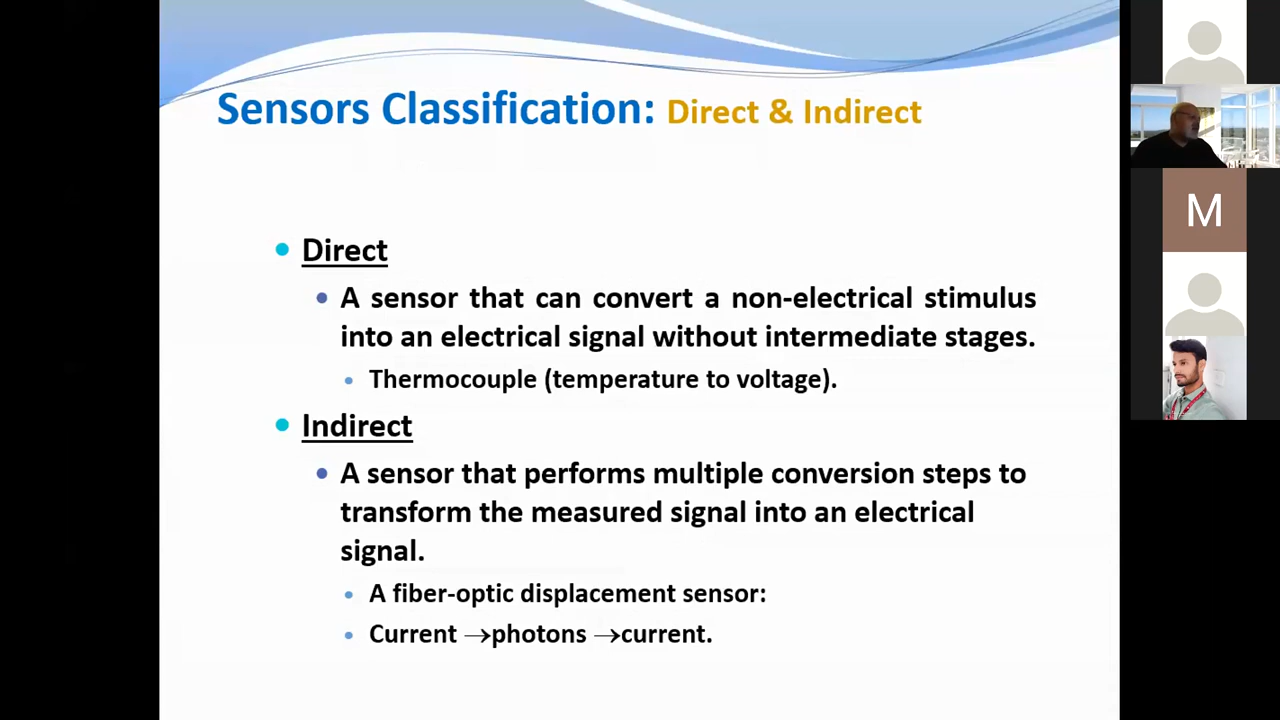 Sensors Classification: Direct & Indirect
• Direct
• A sensor that can convert a non-electrical stimulus
into an electrical signal without intermediate stages.
• Thermocouple (temperature to voltage).
• Indirect
• A sensor that performs multiple conversion steps to
transform the measured signal into an electrical
signal.
• A fiber-optic displacement sensor:
• Current →photons →current.
M